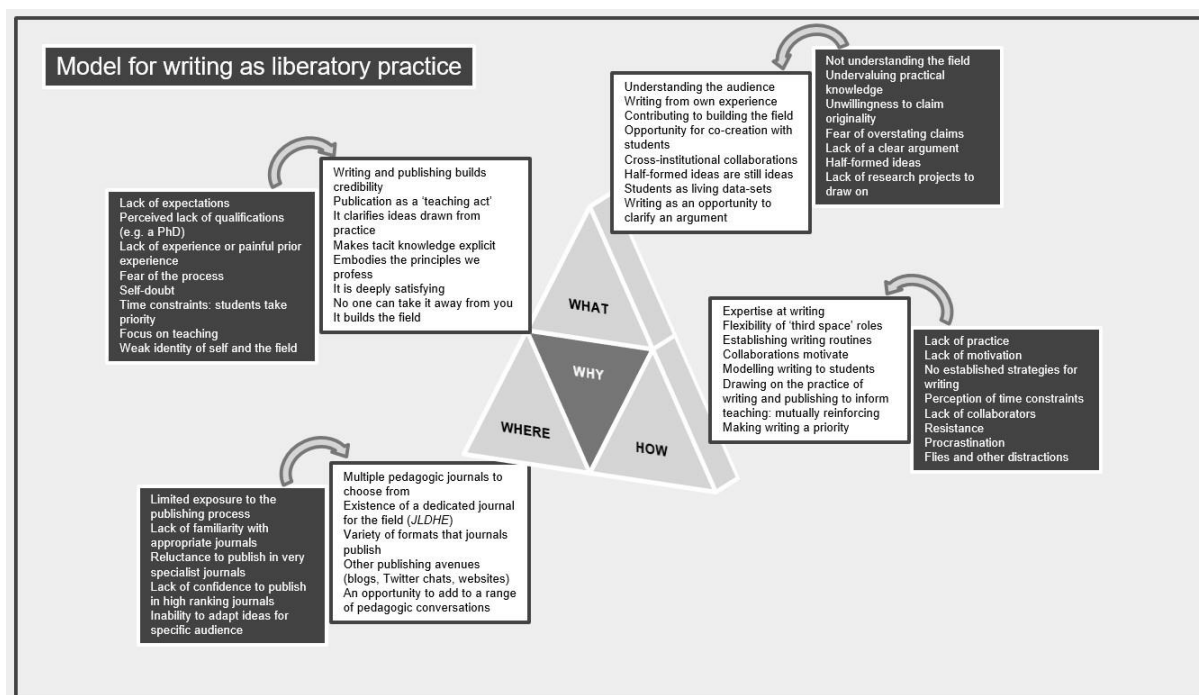 Model for writing as liberatory practice
Not understanding the field
Undervaluing practical
knowledge
Unwillingness to claim
originality
Fear of overstating claims
Lack of a clear argument
Half-formed ideas
Lack of research projects to
draw on
Understanding the audience
Writing from own experience
Contributing to building the field
Opportunity for co-creation with
students
Cross-institutional collaborations
Half-formed ideas are still ideas
Students as living data-sets
Writing as an opportunity to
clarify an argument
Lack of expectations
Perceived lack of qualifications
(e.g. a PhD)
Lack of experience or painful prior
experience
Fear of the process
Self-doubt
Time constraints: students take
priority
Focus on teaching
Weak identity of self and the field
Writing and publishing builds
credibility
Publication as a ‘teaching act’
It clarifies ideas drawn from
practice
Makes tacit knowledge explicit
Embodies the principles we
profess
It is deeply satisfying
No one can take it away from you
It builds the field
WHAT
WHY
WHERE
HOW
Expertise at writing
Flexibility of ‘third space’ roles
Establishing writing routines
Collaborations motivate
Modelling writing to students
Drawing on the practice of
writing and publishing to inform
teaching: mutually reinforcing
Making writing a priority
Lack of practice
Lack of motivation
No established strategies for
writing
Perception of time constraints
Lack of collaborators
Resistance
Procrastination
Flies and other distractions
Limited exposure to the
publishing process
Lack of familiarity with
appropriate journals
Reluctance to publish in very
specialist journals
Lack of confidence to publish
in high ranking journals
Inability to adapt ideas for
specific audience
Multiple pedagogic journals to
choose from
Existence of a dedicated journal
for the field (JLDHE)
Variety of formats that journals
publish
Other publishing avenues
(blogs, Twitter chats, websites)
An opportunity to add to a range
of pedagogic conversations